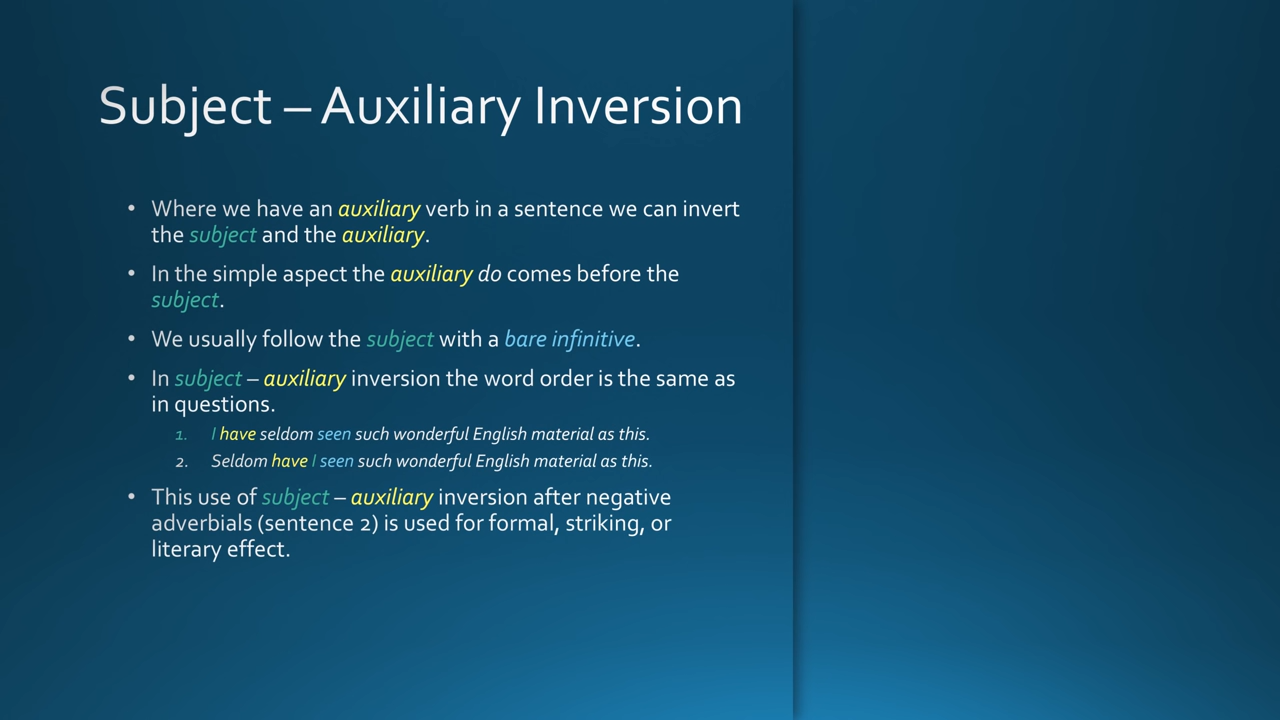 Subject – Auxiliary Inversion
• Where we have an auxiliary verb in a sentence we can invert
the subject and the auxiliary.
• In the simple aspect the auxiliary do comes before the
subject.
• We usually follow the subject with a bare infinitive.
• In subject – auxiliary inversion the word order is the same as
in questions.
1. I have seldom seen such wonderful English material as this.
2. Seldom have I seen such wonderful English material as this.
• This use of subject – auxiliary inversion after negative
adverbials (sentence 2) is used for formal, striking, or
literary effect.